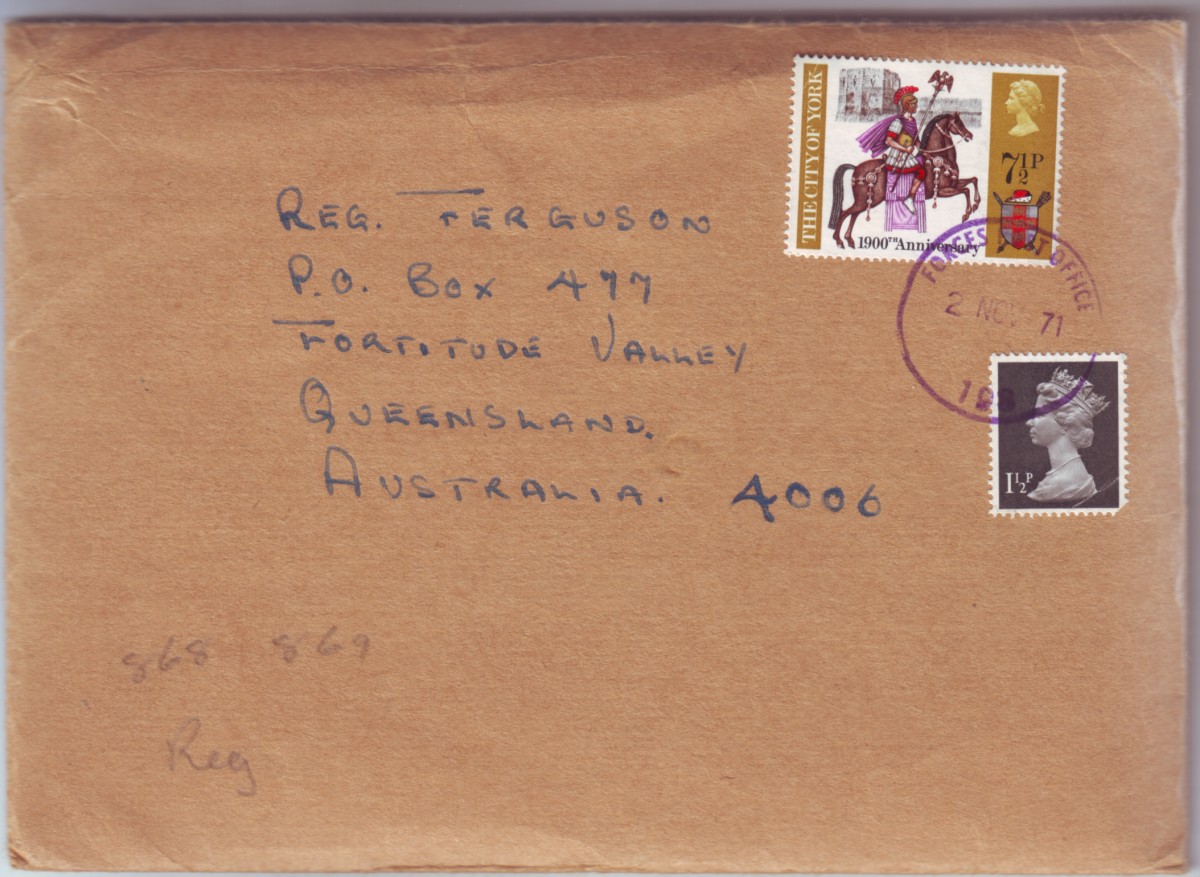 THE CITY OF YORK
7½P
1900TH Anniversary
FORCES POST OFFICE
2 NOV 71
1½P
REG. FERGUSON
P.O. BOX 477
FORTITUDE VALLEY
QUEENSLAND.
AUSTRALIA. 4006
868 869
Reg